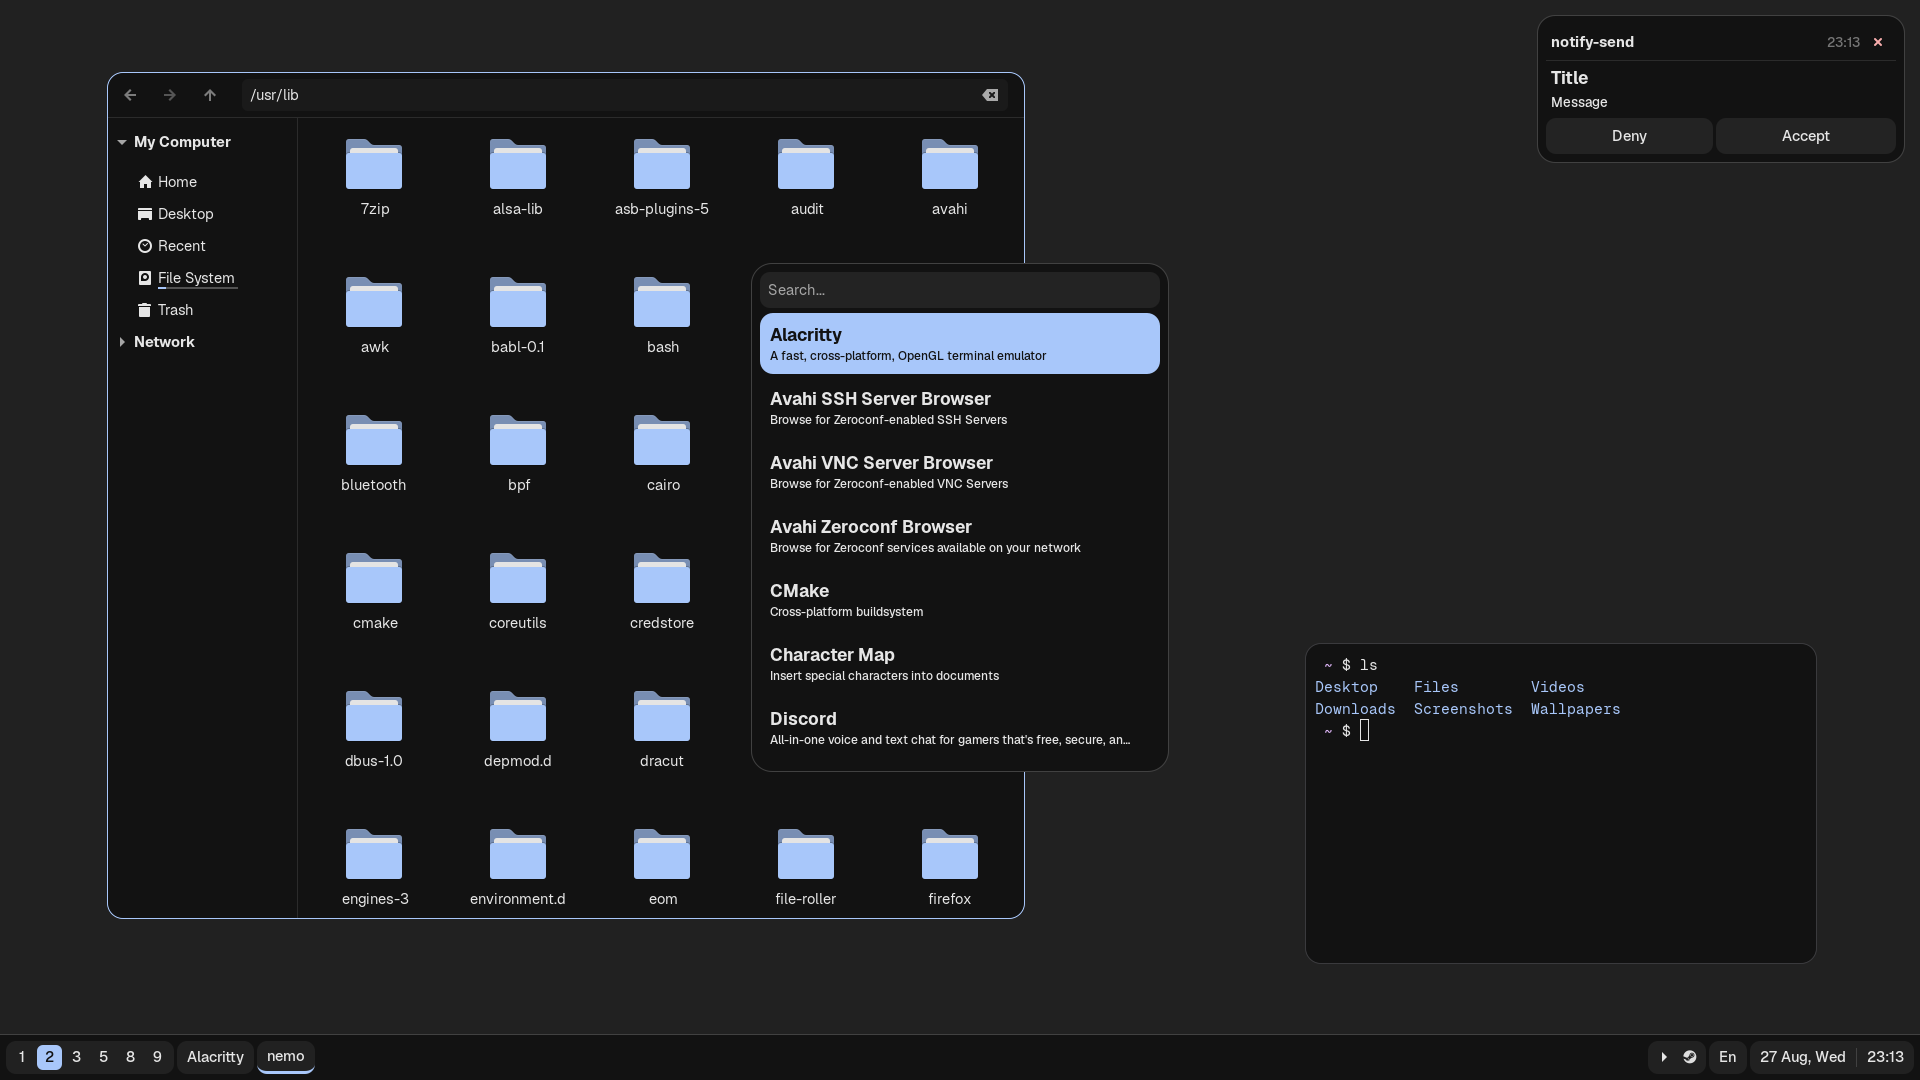 /usr/lib
My Computer
Home
Desktop
Recent
File System
Trash
Network
7zip
alsa-lib
asb-plugins-5
audit
avahi
awk
babl-0.1
bash
bluetooth
bpf
cairo
cmake
coreutils
credstore
dbus-1.0
depmod.d
dracut
engines-3
environment.d
eom
file-roller
firefox
Search...
Alacritty
A fast, cross-platform, OpenGL terminal emulator
Avahi SSH Server Browser
Browse for Zeroconf-enabled SSH Servers
Avahi VNC Server Browser
Browse for Zeroconf-enabled VNC Servers
Avahi Zeroconf Browser
Browse for Zeroconf services available on your network
CMake
Cross-platform buildsystem
Character Map
Insert special characters into documents
Discord
All-in-one voice and text chat for gamers that's free, secure, an…
notify-send 23:13
Title
Message
Deny Accept
~ $ ls
Desktop Files Videos
Downloads Screenshots Wallpapers
~ $
1 2 3 5 8 9 Alacritty nemo En 27 Aug, Wed 23:13